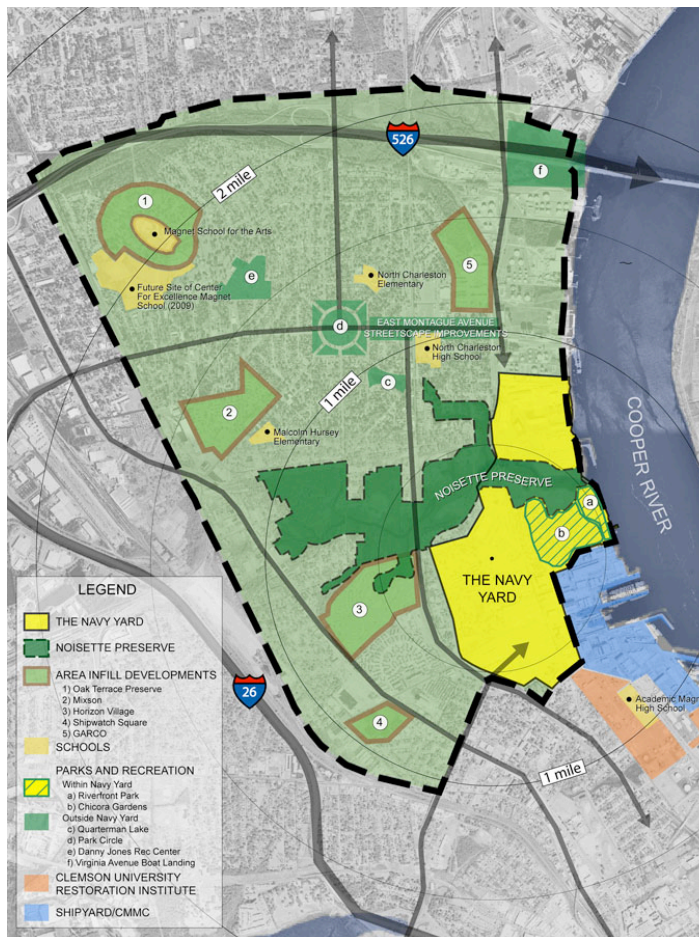 526
f
2 mile
1
Magnet School for the Arts
e
North Charleston
Elementary
5
Future Site of Center
For Excellence Magnet
School (2009)
d
EAST MONTAGUE AVENUE
STREETSCAPE IMPROVEMENTS
North Charleston
High School
c
1 mile
2
Malcolm Hursey
Elementary
COOPER RIVER
NOISETTE PRESERVE
a
b
THE NAVY
YARD
3
4
26
Academic Magn
High School
1 mile
LEGEND
THE NAVY YARD
NOISETTE PRESERVE
AREA INFILL DEVELOPMENTS
1) Oak Terrace Preserve
2) Mixson
3) Horizon Village
4) Shipwatch Square
5) GARCO
SCHOOLS
PARKS AND RECREATION
Within Navy Yard
a) Riverfront Park
b) Chicora Gardens
Outside Navy Yard
c) Quarterman Lake
d) Park Circle
e) Danny Jones Rec Center
f) Virginia Avenue Boat Landing
CLEMSON UNIVERSITY
RESTORATION INSTITUTE
SHIPYARD/CMMC